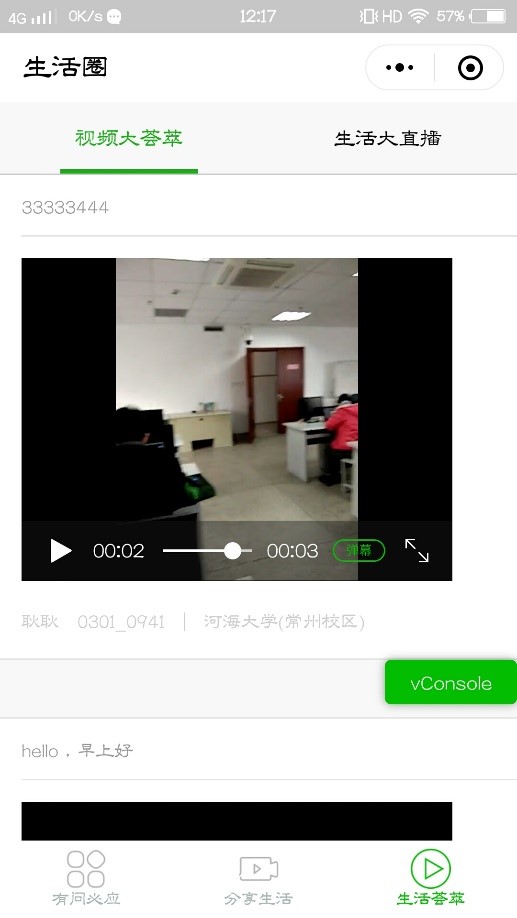 4G 0K/s 12:17 HD 57%
生活圈
视频大荟萃 生活大直播
33333444
00:02 00:03 弹幕
耿耿 0301_0941 河海大学(常州校区)
vConsole
hello，早上好
有问必应 分享生活 生活荟萃